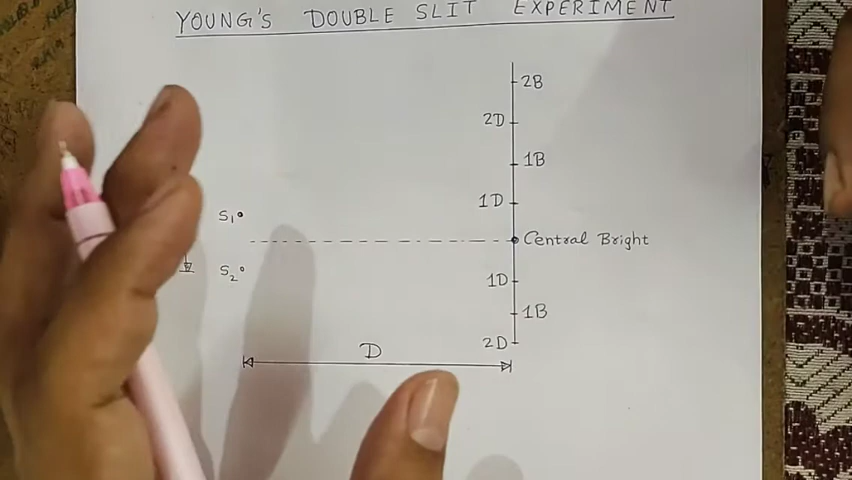 YOUNG'S DOUBLE SLIT EXPERIMENT
2B
2D
1B
1D
S₁
Central Bright
S₂
1D
1B
2D
D